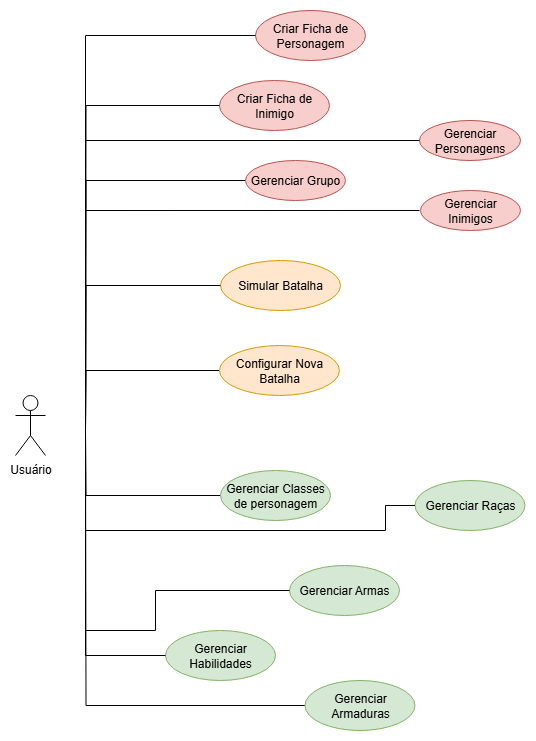 Criar Ficha de
Personagem
Criar Ficha de
Inimigo
Gerenciar
Personagens
Gerenciar Grupo
Gerenciar
Inimigos
Simular Batalha
Configurar Nova
Batalha
Usuário
Gerenciar Classes
de personagem
Gerenciar Raças
Gerenciar Armas
Gerenciar
Habilidades
Gerenciar
Armaduras